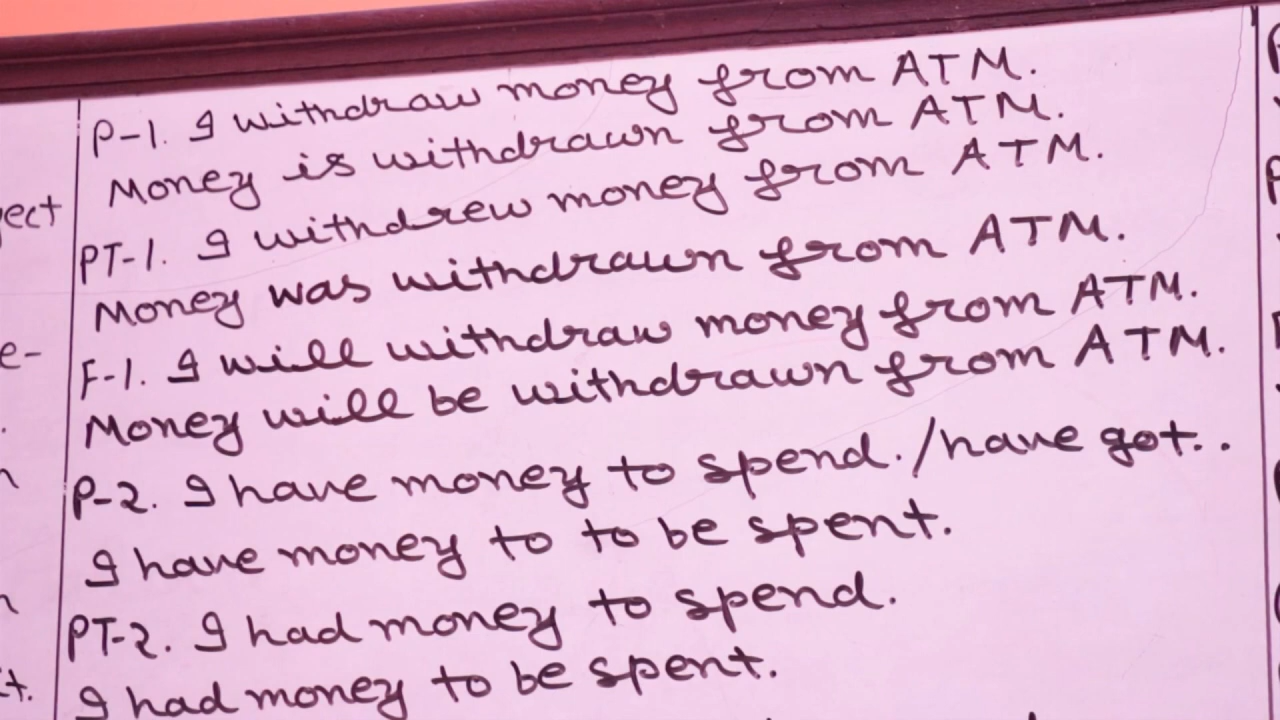 P-1. I withdraw money from ATM.
Money is withdrawn from ATM.
PT-1. I withdrew money from ATM.
Money was withdrawn from ATM.
F-1. I will withdraw money from ATM.
Money will be withdrawn from ATM.
P-2. I have money to spend./have got..
I have money to to be spent.
PT-2. I had money to spend.
I had money to be spent.